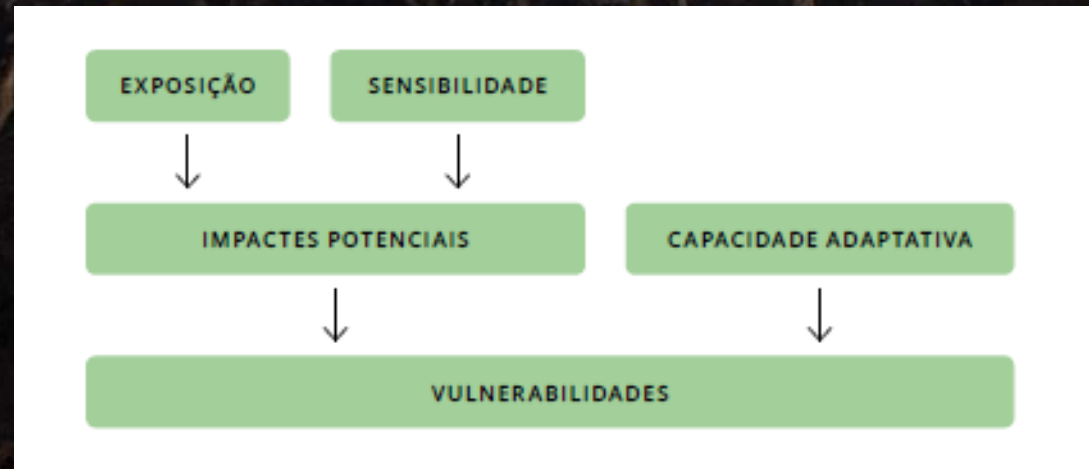 EXPOSIÇÃO
SENSIBILIDADE
IMPACTES POTENCIAIS
CAPACIDADE ADAPTATIVA
VULNERABILIDADES